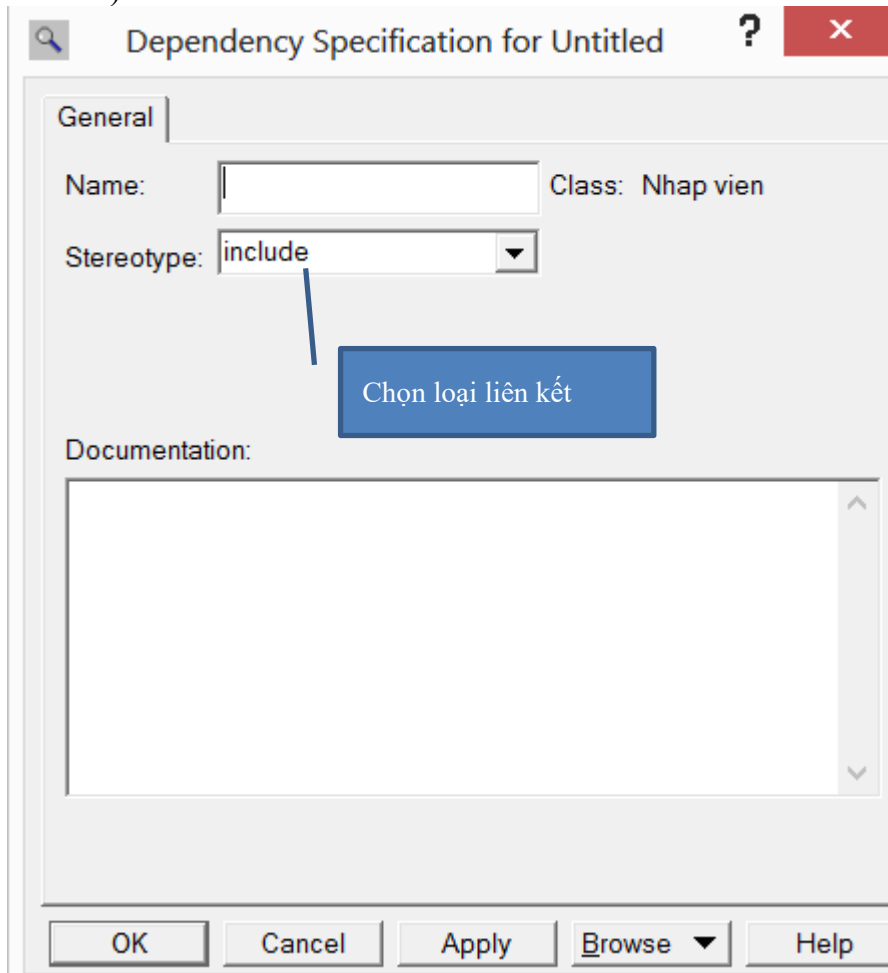 Dependency Specification for Untitled ? ×
General
Name: Class: Nhap vien
Stereotype: include
Chọn loại liên kết
Documentation:
OK Cancel Apply Browse Help